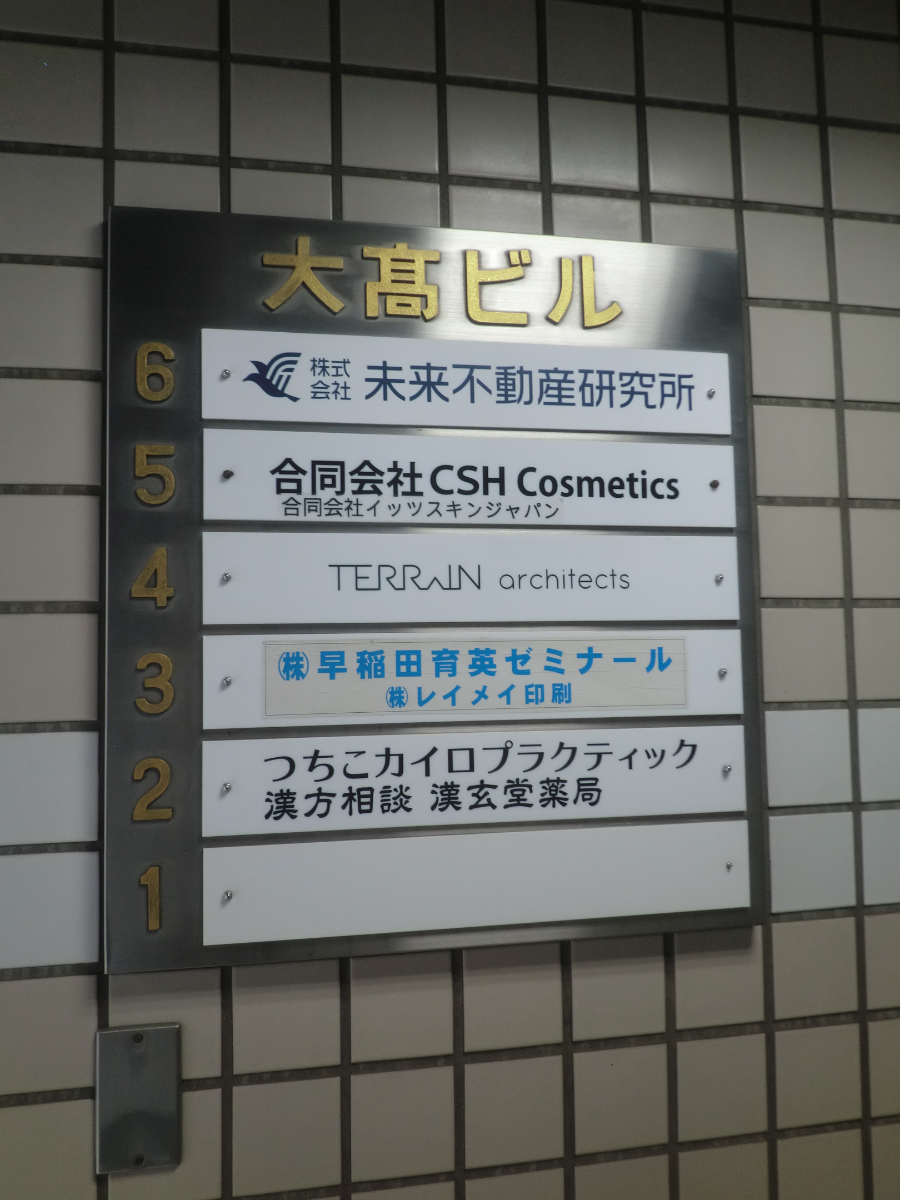 大髙ビル
6 株式会社 未来不動産研究所
5 合同会社 CSH Cosmetics
合同会社イッツスキンジャパン
4 TERRAIN architects
3 ㈱早稲田育英ゼミナール
㈱レイメイ印刷
2 つちこカイロプラクティック
漢方相談 漢玄堂薬局
1